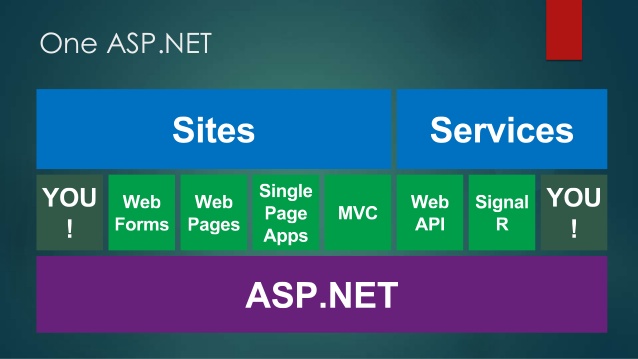 One ASP.NET
Sites
Services
YOU
!
Web
Forms
Web
Pages
Single
Page
Apps
MVC
Web
API
Signal
R
YOU
!
ASP.NET